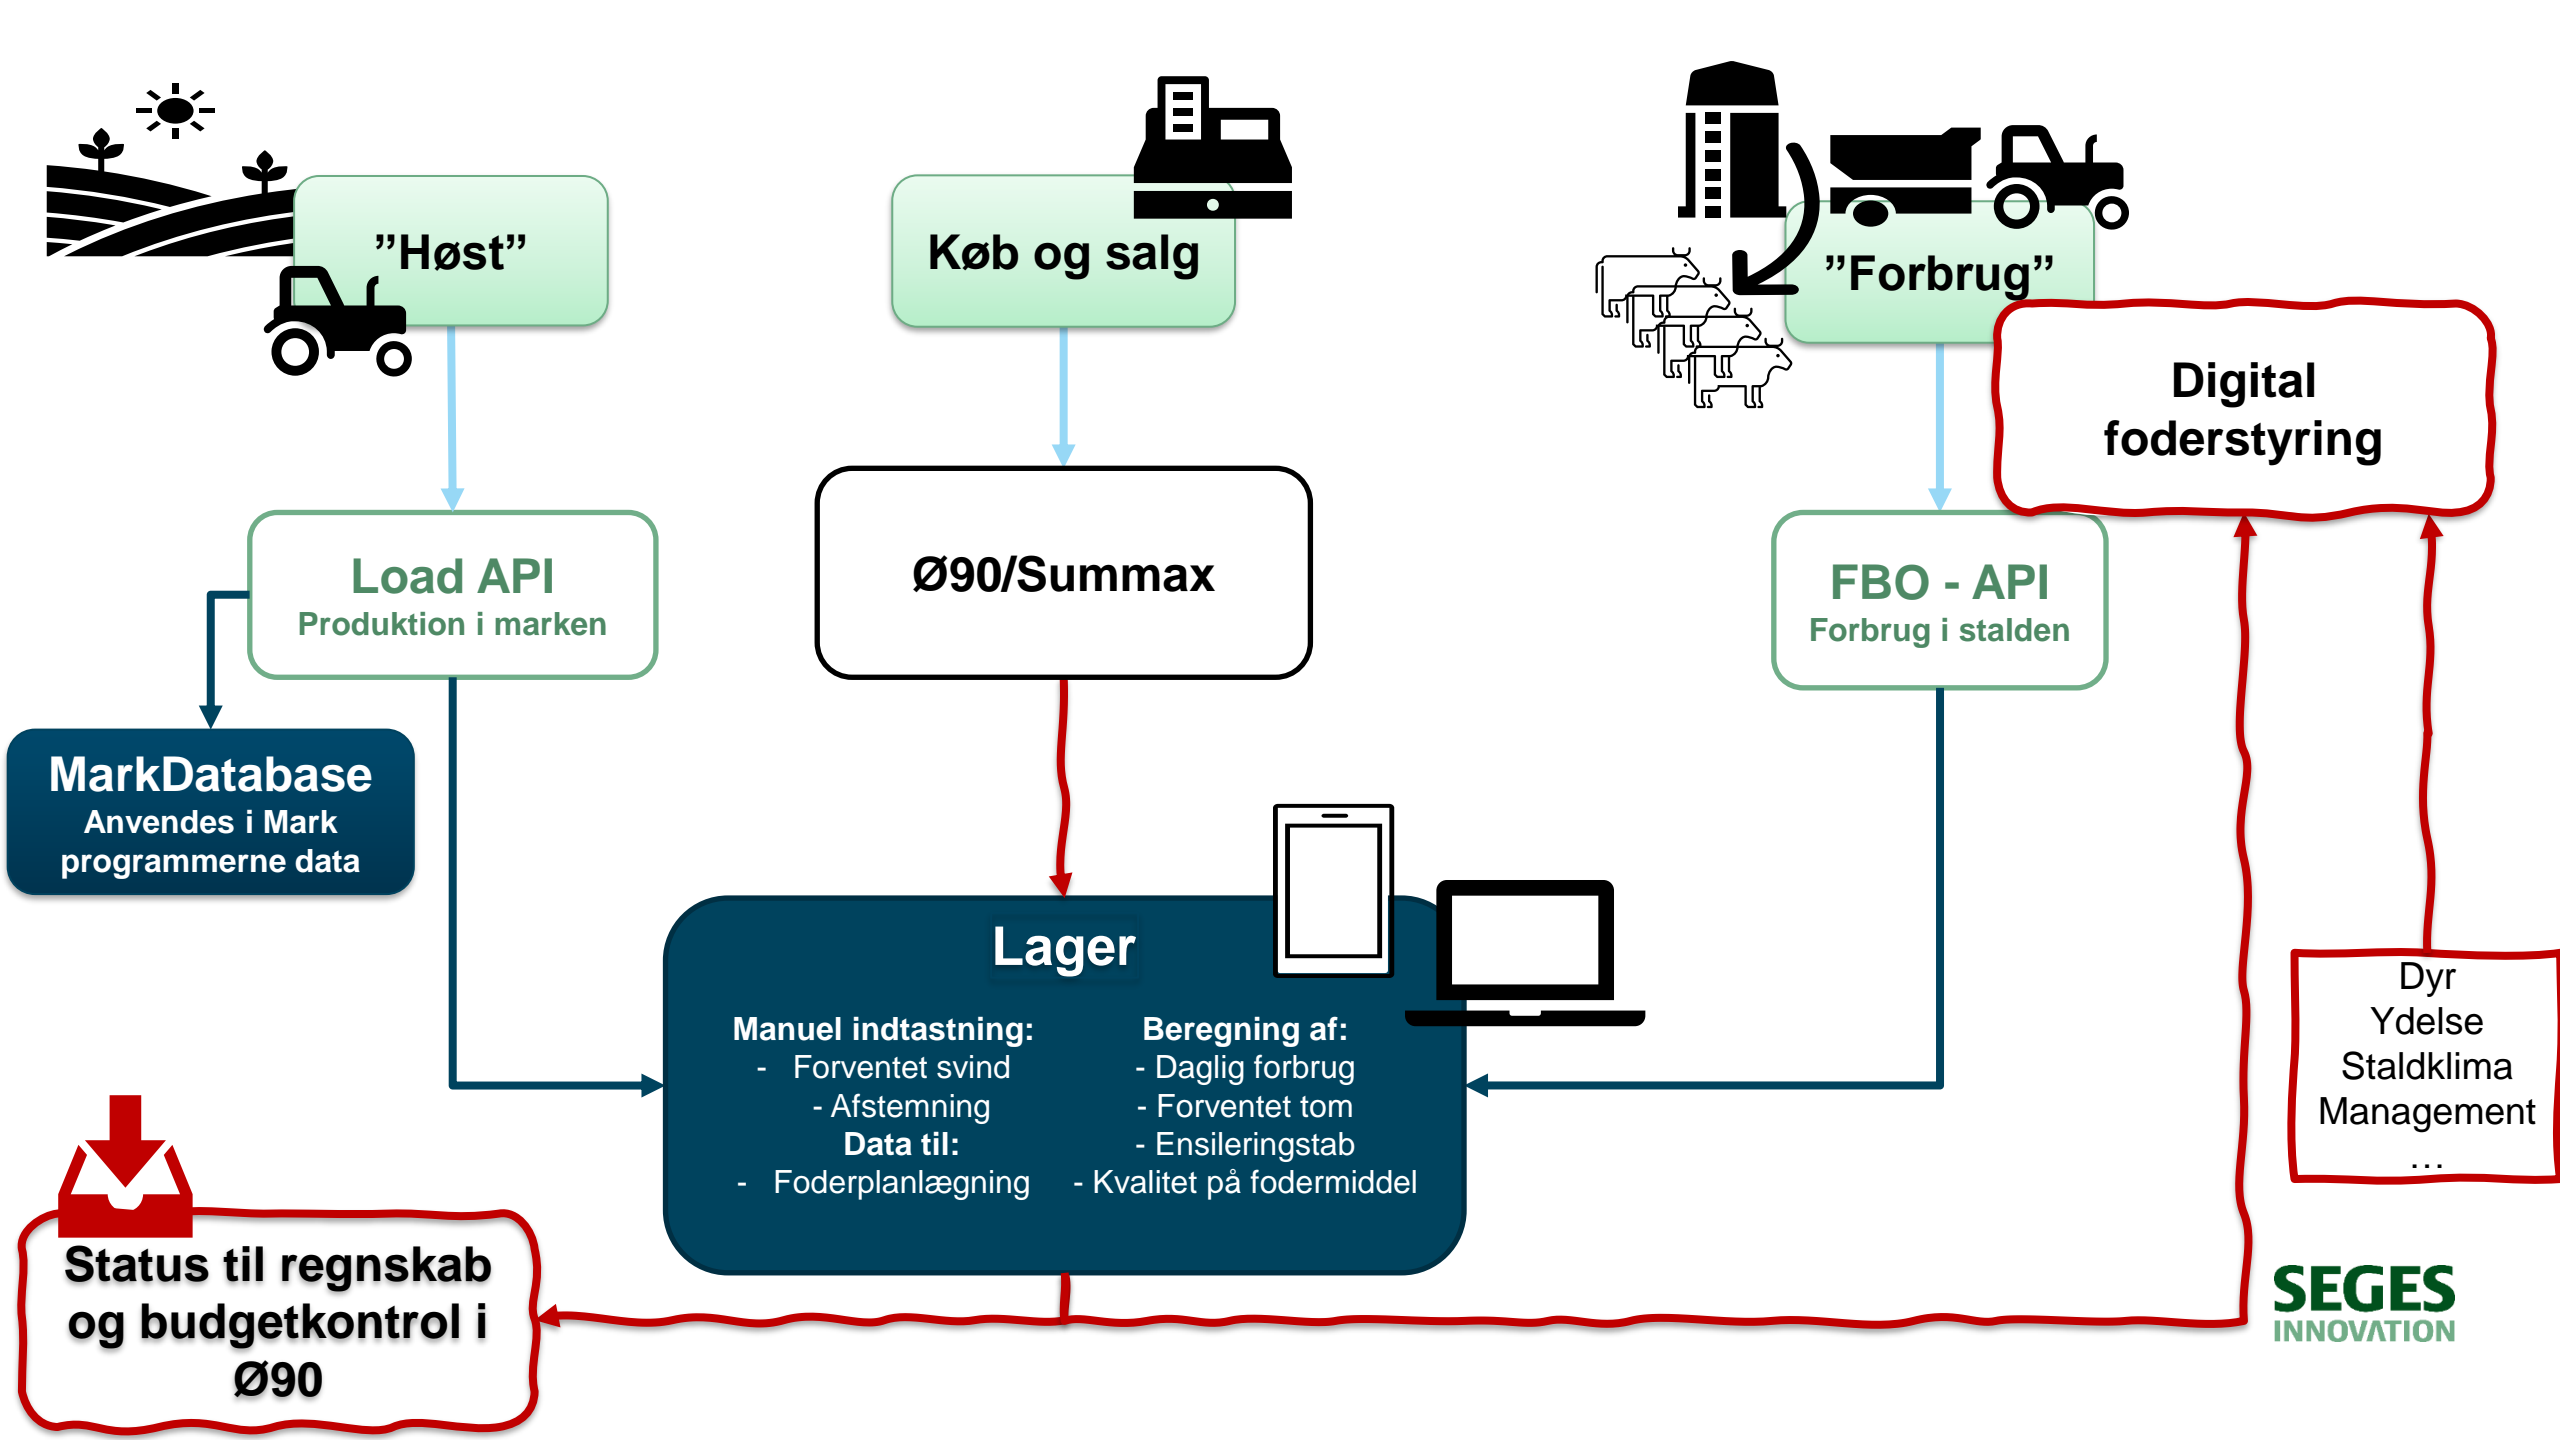 ”Høst”
Køb og salg
”Forbrug”
Digital
foderstyring
Load API
Produktion i marken
Ø90/Summax
FBO - API
Forbrug i stalden
MarkDatabase
Anvendes i Mark
programmerne data
Lager
Manuel indtastning:
- Forventet svind
- Afstemning
Data til:
- Foderplanlægning
Beregning af:
- Daglig forbrug
- Forventet tom
- Ensileringstab
- Kvalitet på fodermiddel
Dyr
Ydelse
Staldklima
Management
…
Status til regnskab
og budgetkontrol i
Ø90
SEGES
INNOVATION